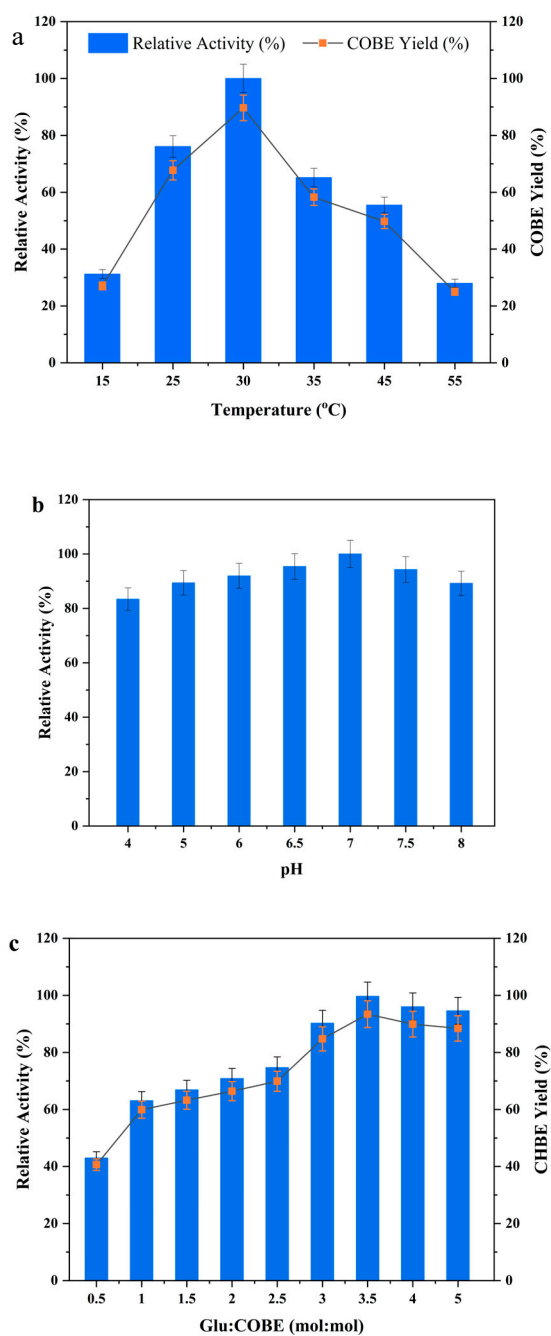 a
Relative Activity (%)
COBE Yield (%)
120
100
80
60
40
20
0
Relative Activity (%)
120
100
80
60
40
20
0
COBE Yield (%)
15 25 30 35 45 55
Temperature (°C)
b
120
100
80
60
40
20
0
Relative Activity (%)
4 5 6 6.5 7 7.5 8
pH
c
120
100
80
60
40
20
0
Relative Activity (%)
120
100
80
60
40
20
0
CHBE Yield (%)
0.5 1 1.5 2 2.5 3 3.5 4 5
Glu:COBE (mol:mol)